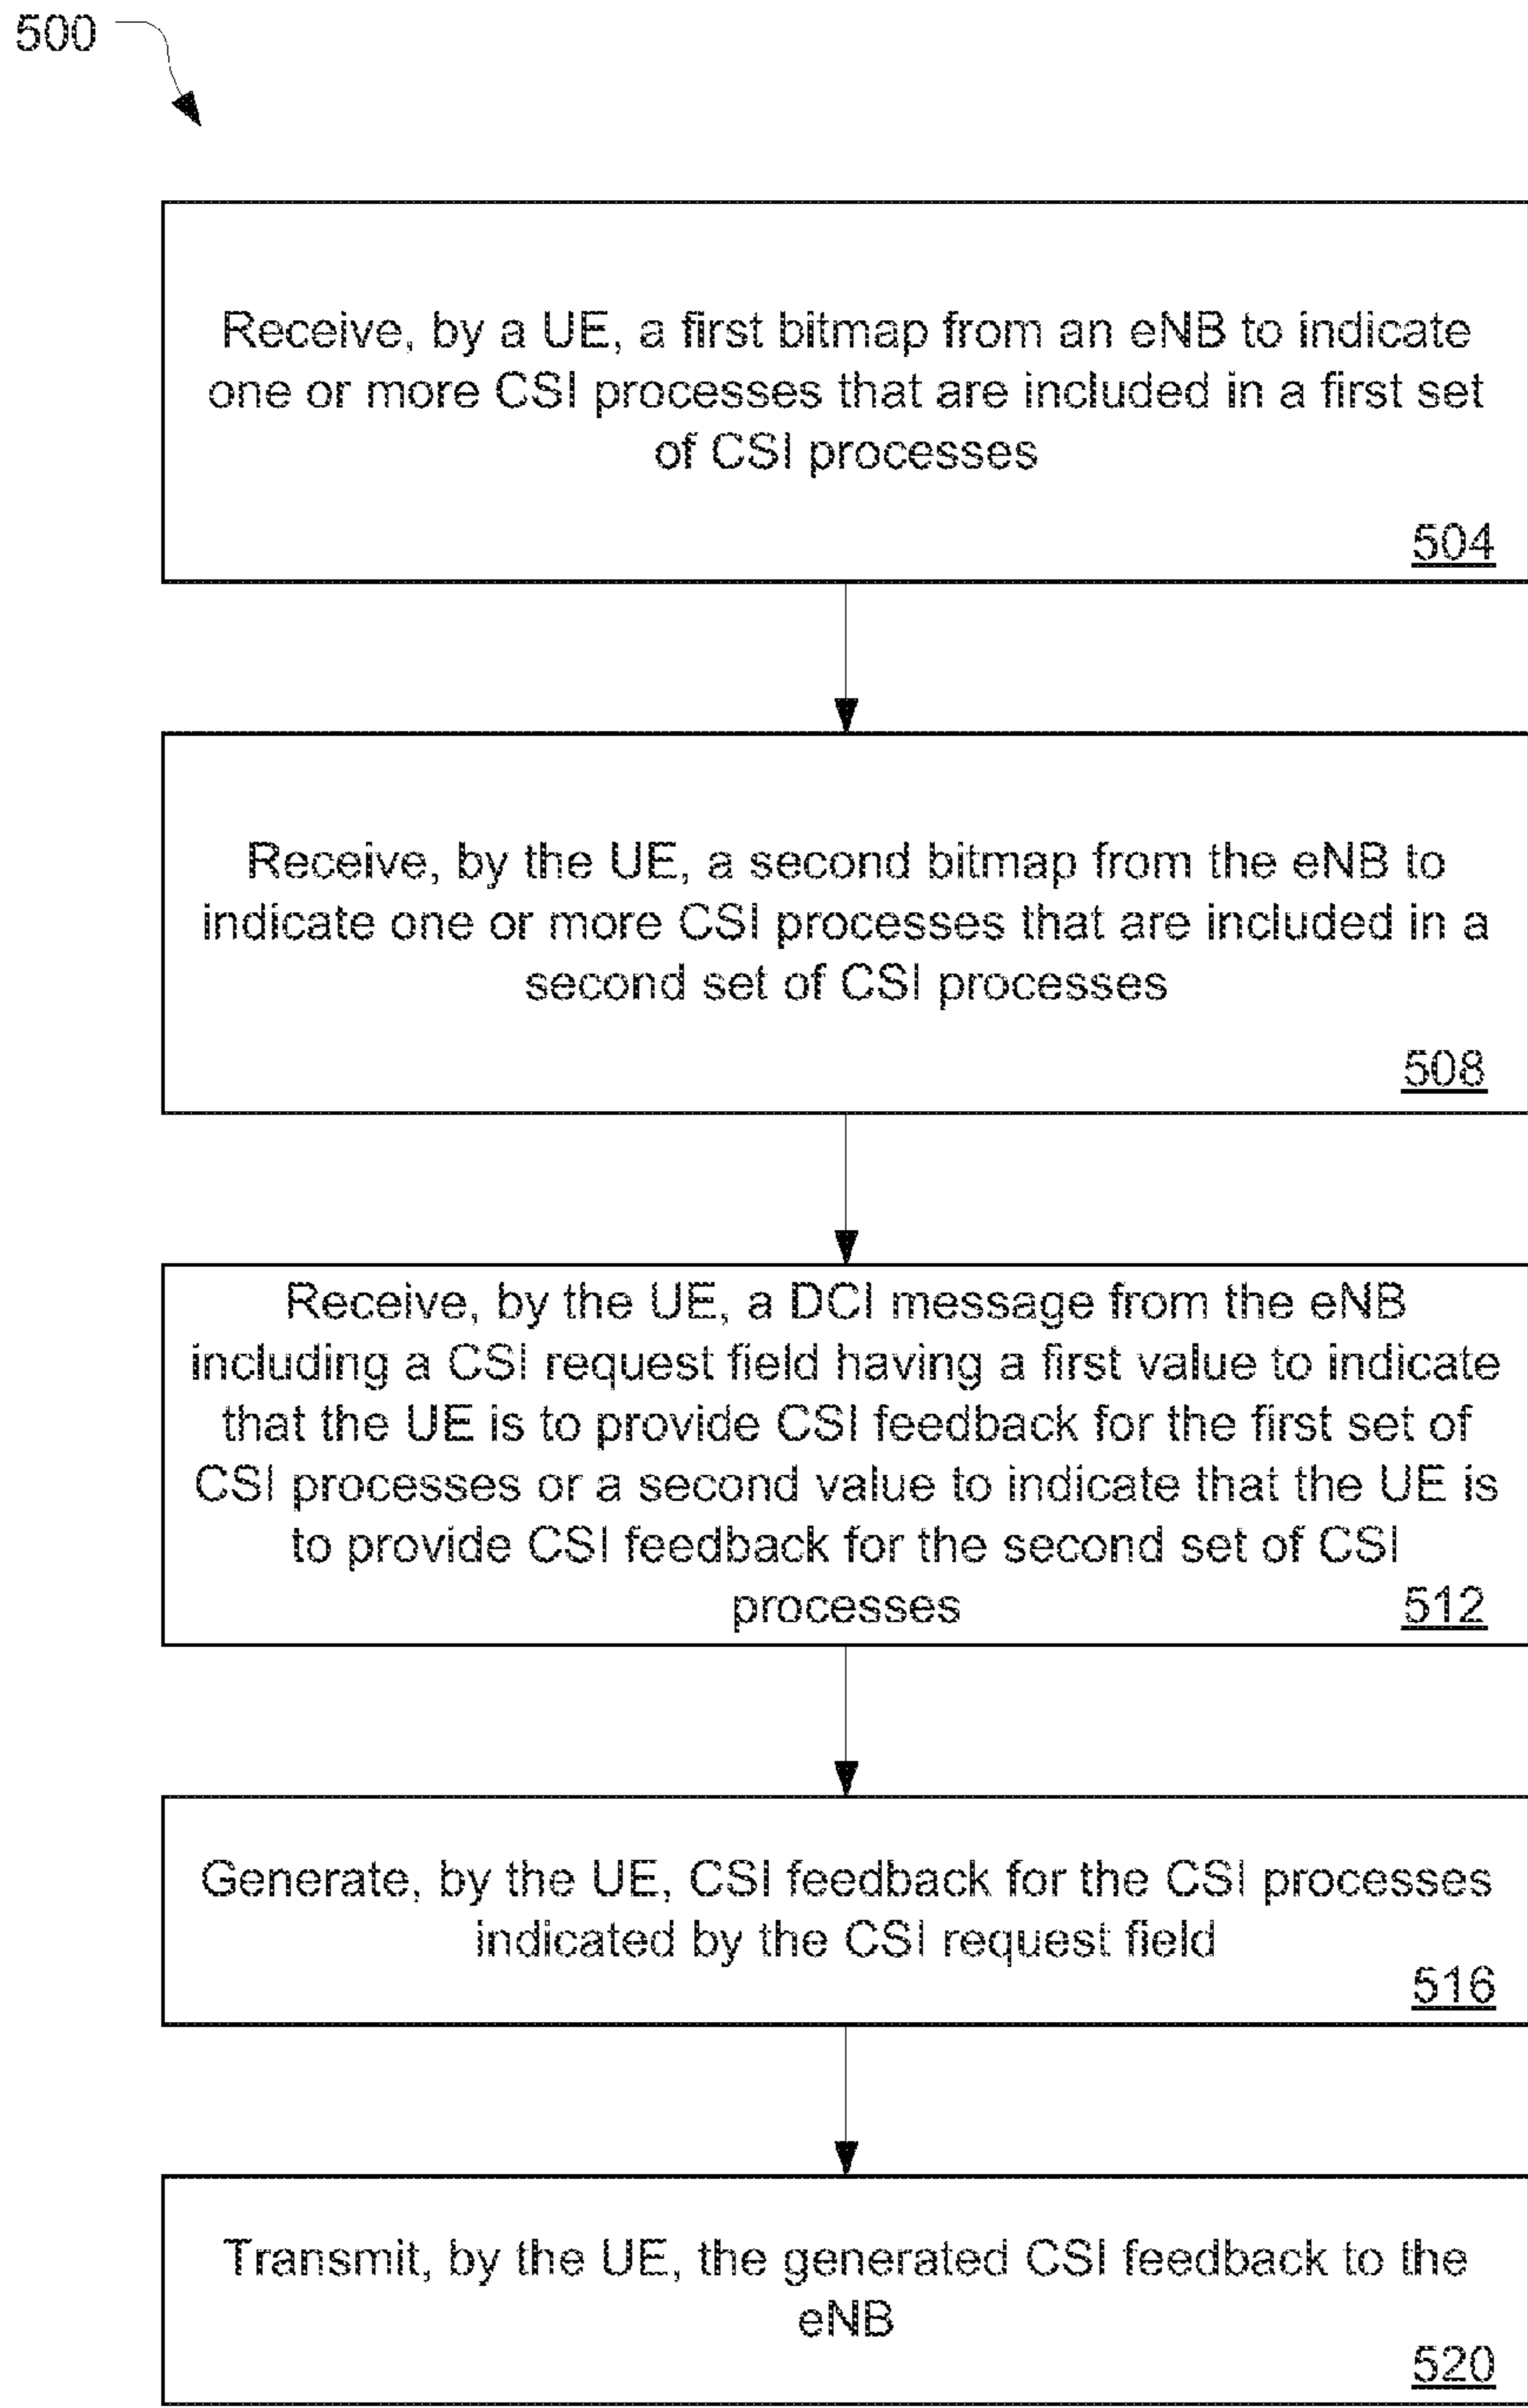 500
Receive, by a UE, a first bitmap from an eNB to indicate
one or more CSI processes that are included in a first set
of CSI processes
504
Receive, by the UE, a second bitmap from the eNB to
indicate one or more CSI processes that are included in a
second set of CSI processes
508
Receive, by the UE, a DCI message from the eNB
including a CSI request field having a first value to indicate
that the UE is to provide CSI feedback for the first set of
CSI processes or a second value to indicate that the UE is
to provide CSI feedback for the second set of CSI
processes
512
Generate, by the UE, CSI feedback for the CSI processes
indicated by the CSI request field
516
Transmit, by the UE, the generated CSI feedback to the
eNB
520